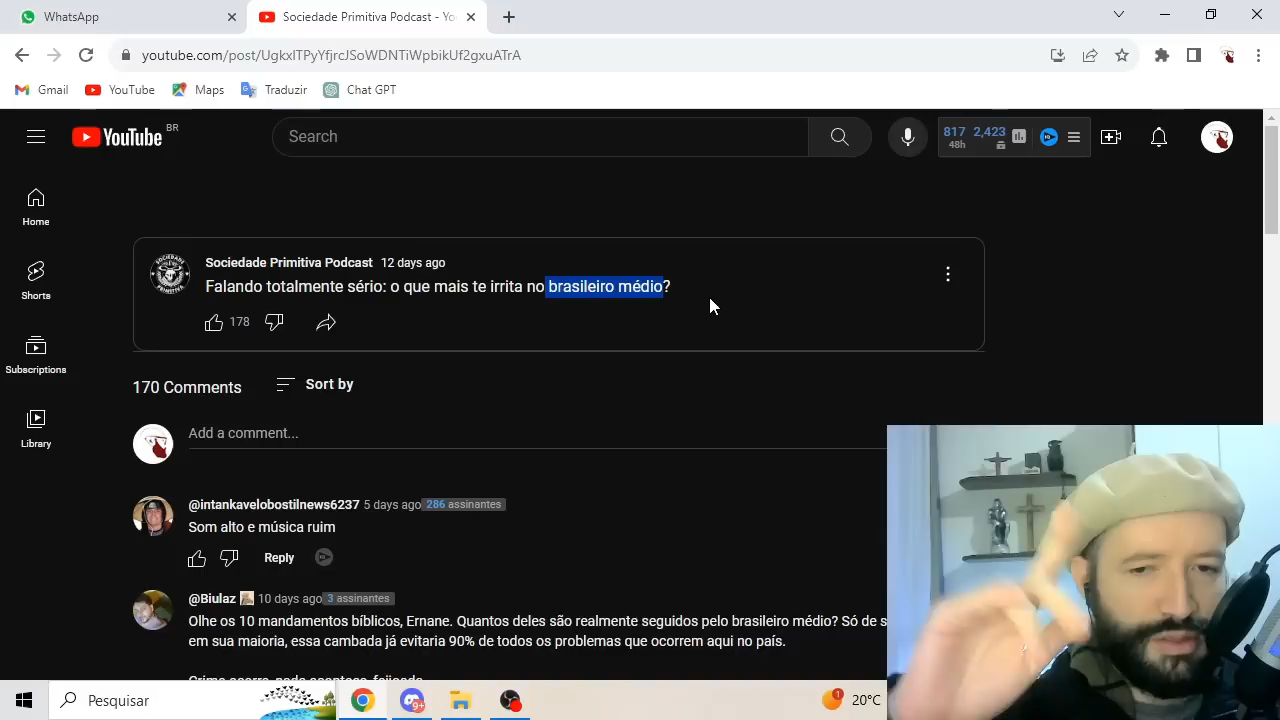 WhatsApp
Sociedade Primitiva Podcast - Yo
youtube.com/post/UgkxITPyYfjrcJSoWDNTiWpbikUf2gxuATrA
Gmail YouTube Maps Traduzir Chat GPT
YouTube BR
Search
817 2,423
48h
Home
Shorts
Subscriptions
Library
Sociedade Primitiva Podcast 12 days ago
Falando totalmente sério: o que mais te irrita no brasileiro médio?
178
170 Comments Sort by
Add a comment...
@intankavelobostilnews6237 5 days ago 286 assinantes
Som alto e música ruim
Reply
@Biulaz 10 days ago 3 assinantes
Olhe os 10 mandamentos bíblicos, Ernane. Quantos deles são realmente seguidos pelo brasileiro médio? Só de s
em sua maioria, essa cambada já evitaria 90% de todos os problemas que ocorrem aqui no país.
Pesquisar
9+
1
20°C